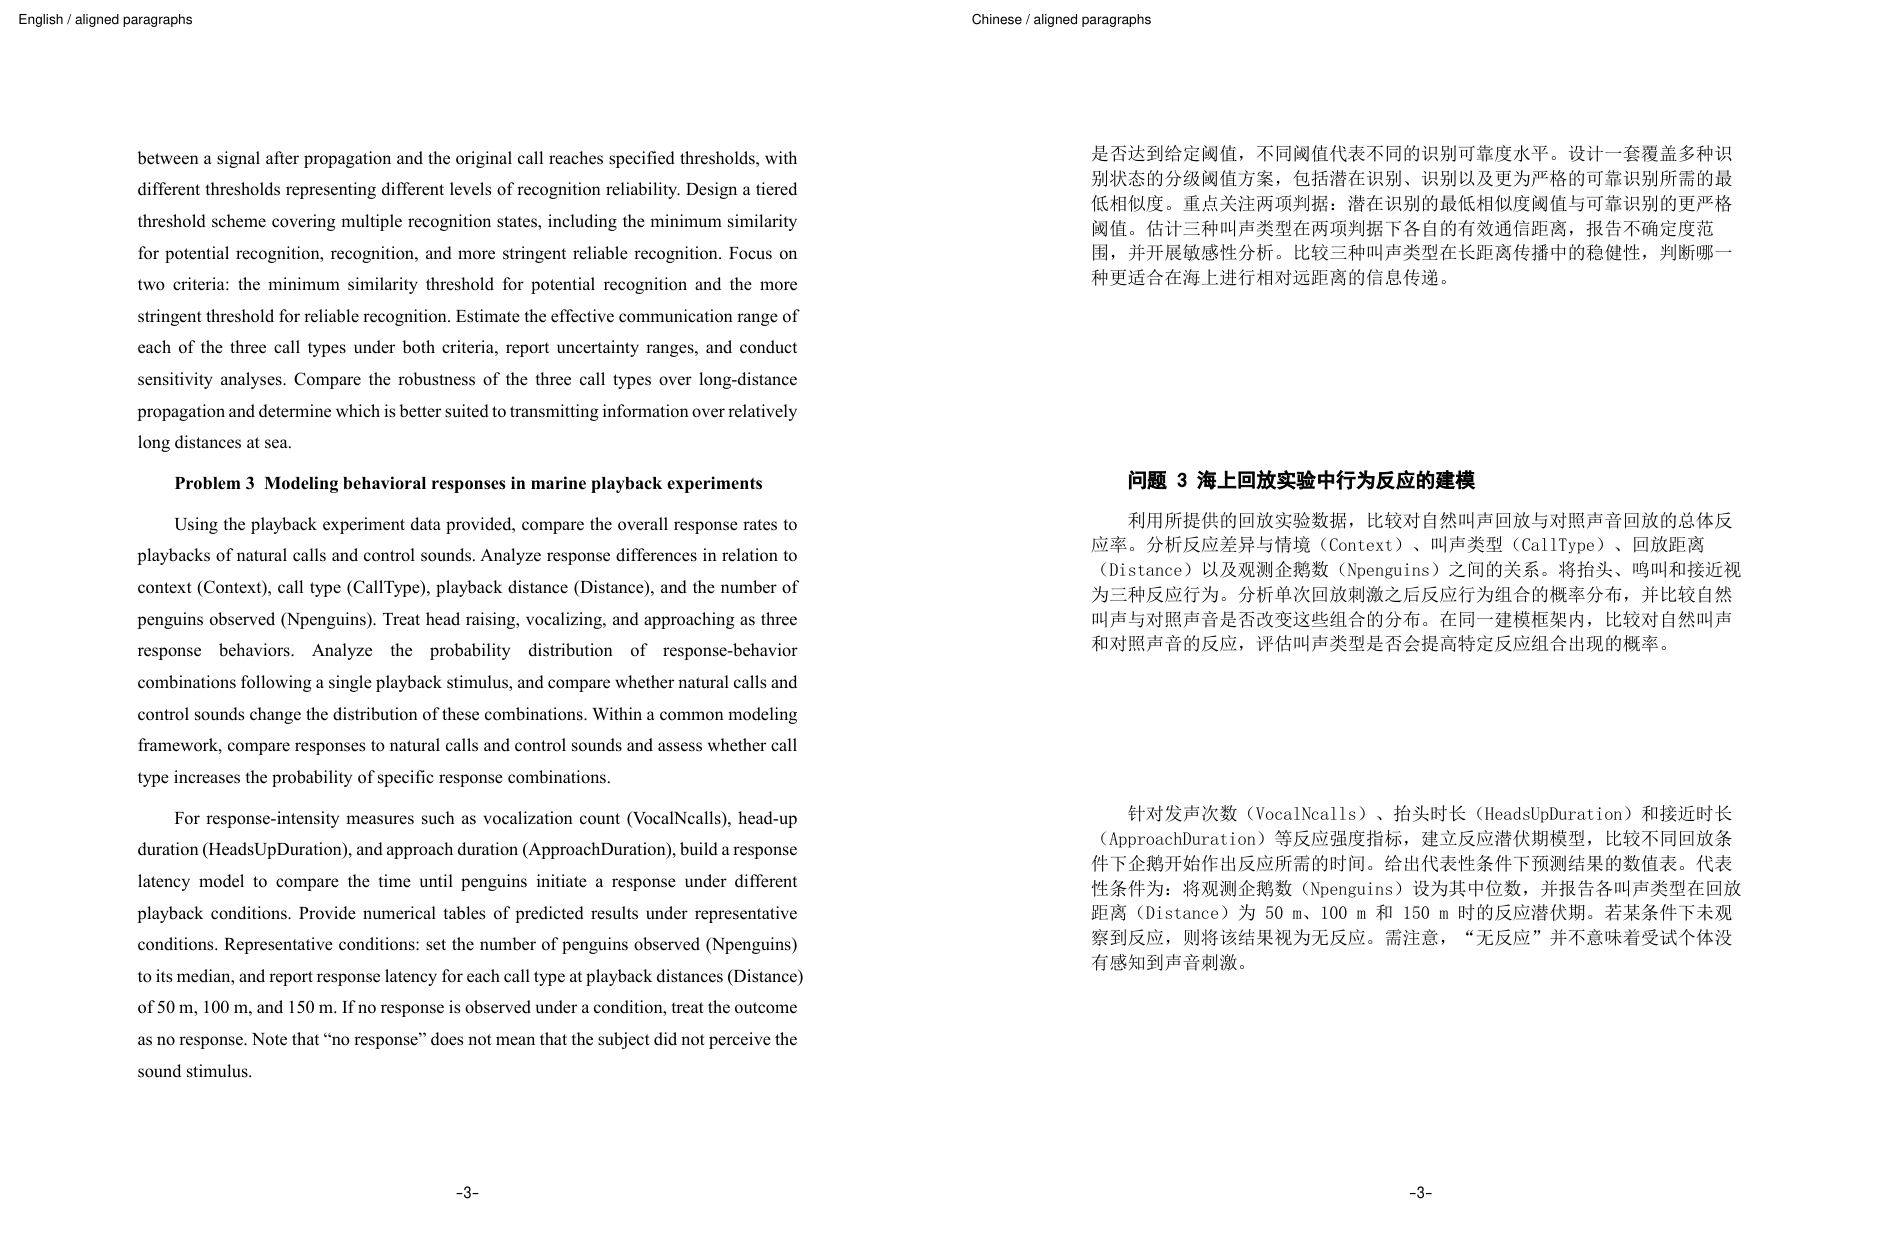 English / aligned paragraphs
between a signal after propagation and the original call reaches specified thresholds, with
different thresholds representing different levels of recognition reliability. Design a tiered
threshold scheme covering multiple recognition states, including the minimum similarity
for potential recognition, recognition, and more stringent reliable recognition. Focus on
two criteria: the minimum similarity threshold for potential recognition and the more
stringent threshold for reliable recognition. Estimate the effective communication range of
each of the three call types under both criteria, report uncertainty ranges, and conduct
sensitivity analyses. Compare the robustness of the three call types over long-distance
propagation and determine which is better suited to transmitting information over relatively
long distances at sea.
Problem 3  Modeling behavioral responses in marine playback experiments
Using the playback experiment data provided, compare the overall response rates to
playbacks of natural calls and control sounds. Analyze response differences in relation to
context (Context), call type (CallType), playback distance (Distance), and the number of
penguins observed (Npenguins). Treat head raising, vocalizing, and approaching as three
response behaviors. Analyze the probability distribution of response-behavior
combinations following a single playback stimulus, and compare whether natural calls and
control sounds change the distribution of these combinations. Within a common modeling
framework, compare responses to natural calls and control sounds and assess whether call
type increases the probability of specific response combinations.
For response-intensity measures such as vocalization count (VocalNcalls), head-up
duration (HeadsUpDuration), and approach duration (ApproachDuration), build a response
latency model to compare the time until penguins initiate a response under different
playback conditions. Provide numerical tables of predicted results under representative
conditions. Representative conditions: set the number of penguins observed (Npenguins)
to its median, and report response latency for each call type at playback distances (Distance)
of 50 m, 100 m, and 150 m. If no response is observed under a condition, treat the outcome
as no response. Note that “no response” does not mean that the subject did not perceive the
sound stimulus.
-3-
Chinese / aligned paragraphs
是否达到给定阈值，不同阈值代表不同的识别可靠度水平。设计一套覆盖多种识
别状态的分级阈值方案，包括潜在识别、识别以及更为严格的可靠识别所需的最
低相似度。重点关注两项判据：潜在识别的最低相似度阈值与可靠识别的更严格
阈值。估计三种叫声类型在两项判据下各自的有效通信距离，报告不确定度范
围，并开展敏感性分析。比较三种叫声类型在长距离传播中的稳健性，判断哪一
种更适合在海上进行相对远距离的信息传递。
问题 3 海上回放实验中行为反应的建模
利用所提供的回放实验数据，比较对自然叫声回放与对照声音回放的总体反
应率。分析反应差异与情境（Context）、叫声类型（CallType）、回放距离
（Distance）以及观测企鹅数（Npenguins）之间的关系。将抬头、鸣叫和接近视
为三种反应行为。分析单次回放刺激之后反应行为组合的概率分布，并比较自然
叫声与对照声音是否改变这些组合的分布。在同一建模框架内，比较对自然叫声
和对照声音的反应，评估叫声类型是否会提高特定反应组合出现的概率。
针对发声次数（VocalNcalls）、抬头时长（HeadsUpDuration）和接近时长
（ApproachDuration）等反应强度指标，建立反应潜伏期模型，比较不同回放条
件下企鹅开始作出反应所需的时间。给出代表性条件下预测结果的数值表。代表
性条件为：将观测企鹅数（Npenguins）设为其中位数，并报告各叫声类型在回放
距离（Distance）为 50 m、100 m 和 150 m 时的反应潜伏期。若某条件下未观
察到反应，则将该结果视为无反应。需注意，“无反应”并不意味着受试个体没
有感知到声音刺激。
-3-